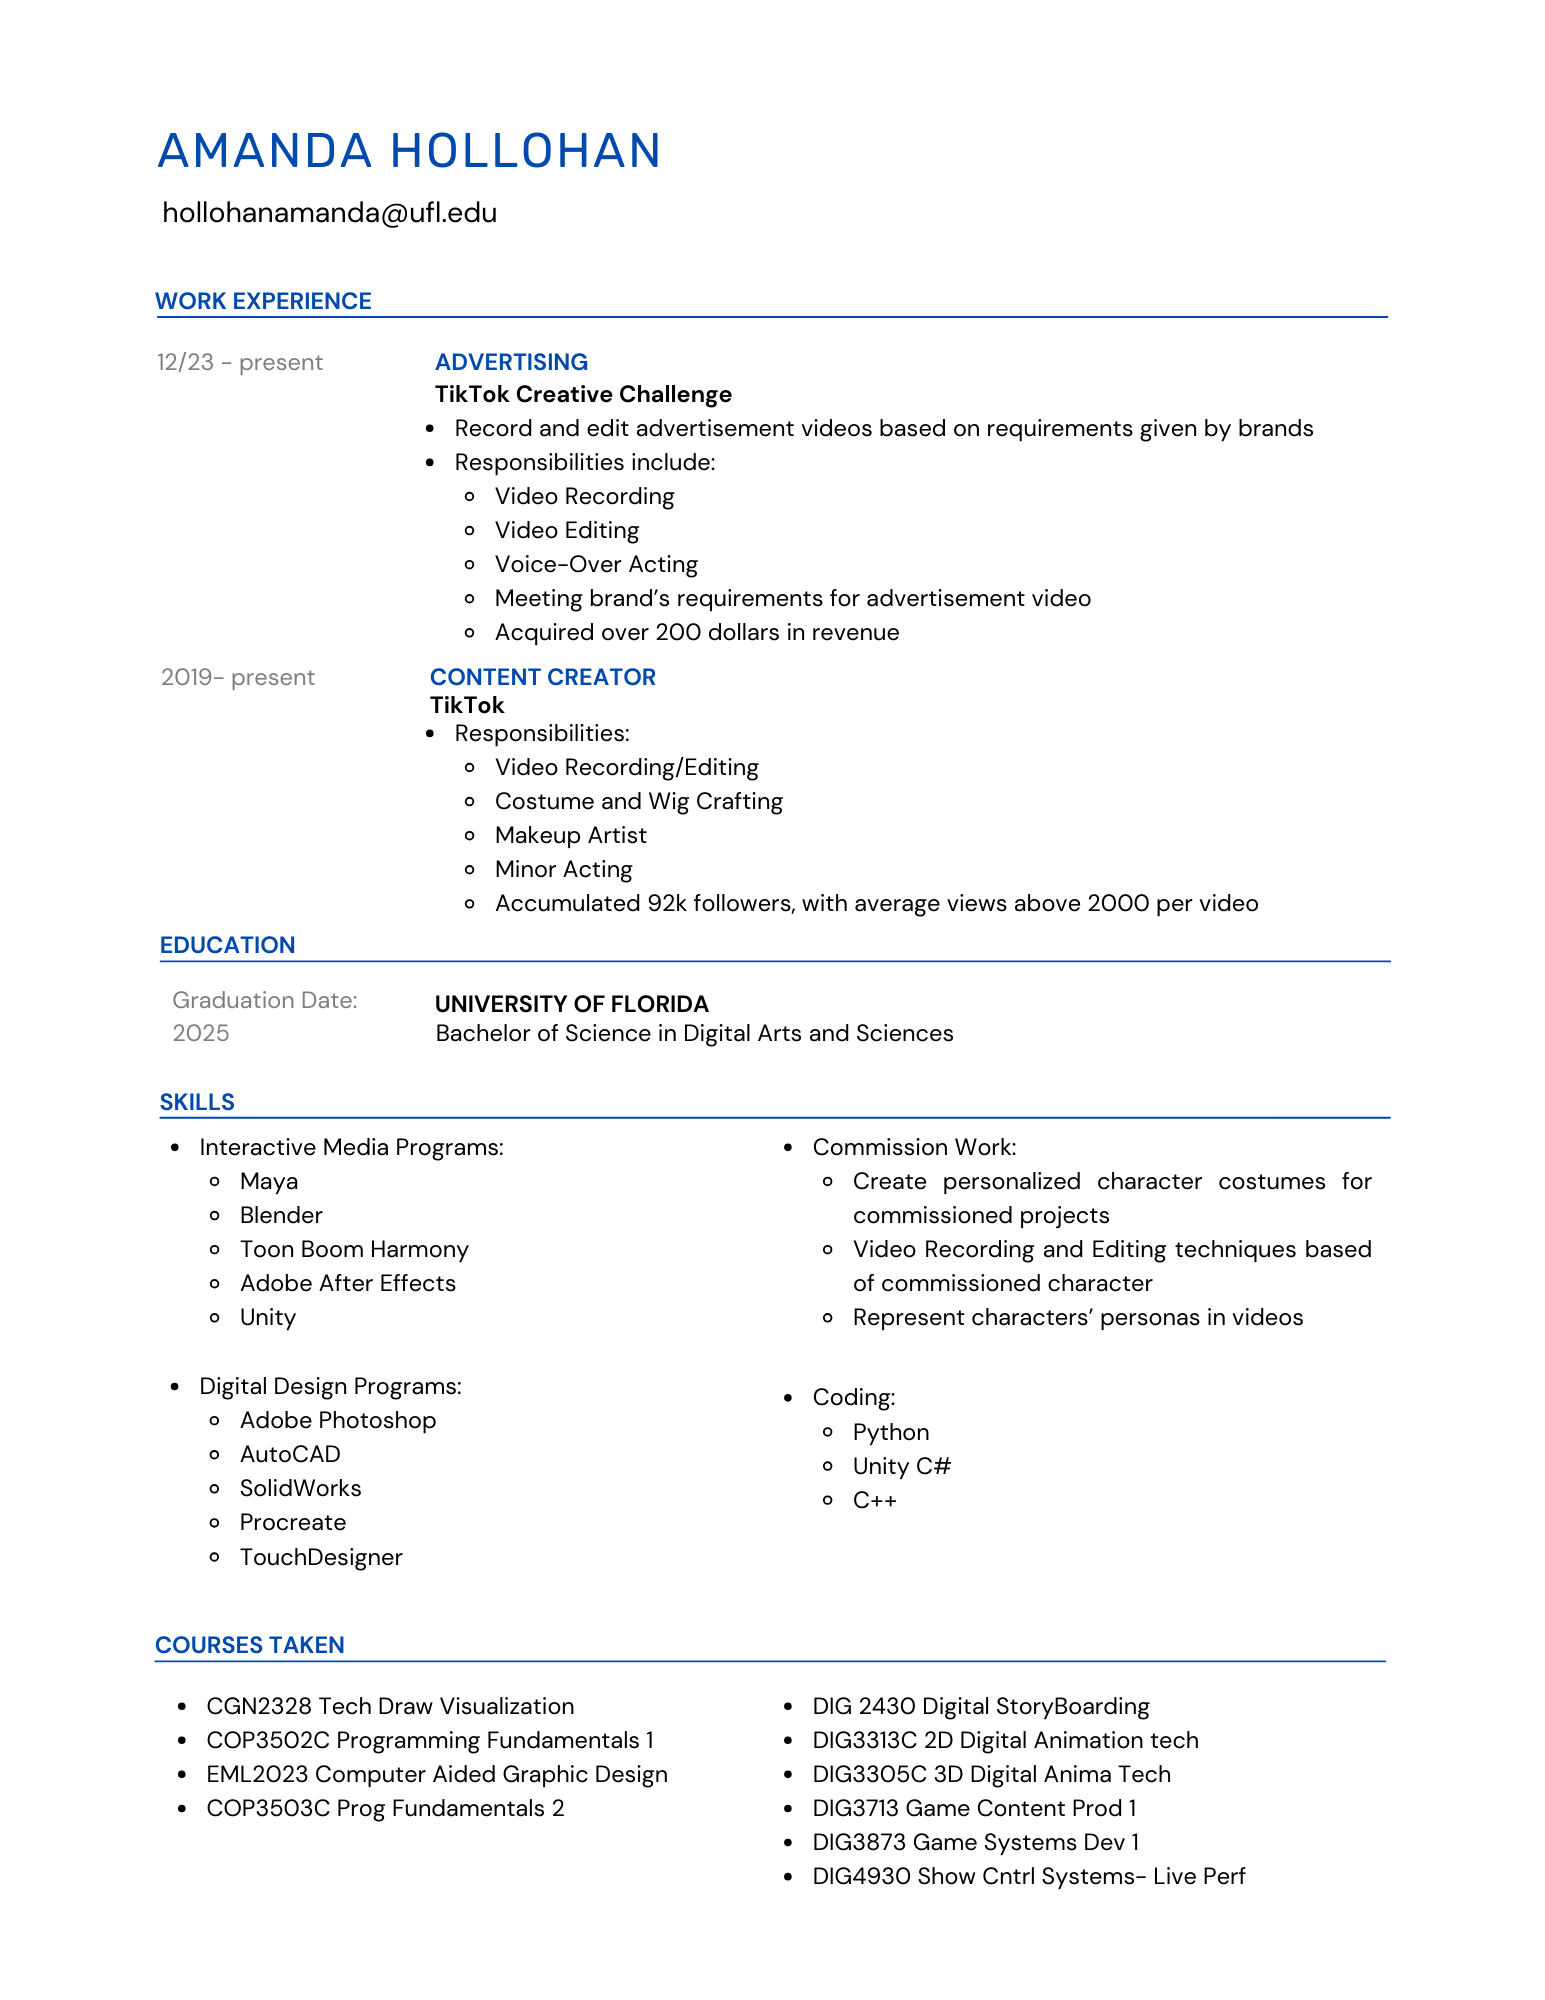 AMANDA HOLLOHAN
hollohanamanda@ufl.edu
WORK EXPERIENCE
12/23 - present
ADVERTISING
TikTok Creative Challenge
Record and edit advertisement videos based on requirements given by brands
Responsibilities include:
Video Recording
Video Editing
Voice-Over Acting
Meeting brand's requirements for advertisement video
Acquired over 200 dollars in revenue
2019- present
CONTENT CREATOR
TikTok
Responsibilities:
Video Recording/Editing
Costume and Wig Crafting
Makeup Artist
Minor Acting
Accumulated 92k followers, with average views above 2000 per video
EDUCATION
Graduation Date:
2025
UNIVERSITY OF FLORIDA
Bachelor of Science in Digital Arts and Sciences
SKILLS
Interactive Media Programs:
Maya
Blender
Toon Boom Harmony
Adobe After Effects
Unity
Digital Design Programs:
Adobe Photoshop
AutoCAD
SolidWorks
Procreate
TouchDesigner
Commission Work:
Create personalized character costumes for
commissioned projects
Video Recording and Editing techniques based
of commissioned character
Represent characters' personas in videos
Coding:
Python
Unity C#
C++
COURSES TAKEN
CGN2328 Tech Draw Visualization
COP3502C Programming Fundamentals 1
EML2023 Computer Aided Graphic Design
COP3503C Prog Fundamentals 2
DIG 2430 Digital StoryBoarding
DIG3313C 2D Digital Animation tech
DIG3305C 3D Digital Anima Tech
DIG3713 Game Content Prod 1
DIG3873 Game Systems Dev 1
DIG4930 Show Cntrl Systems- Live Perf